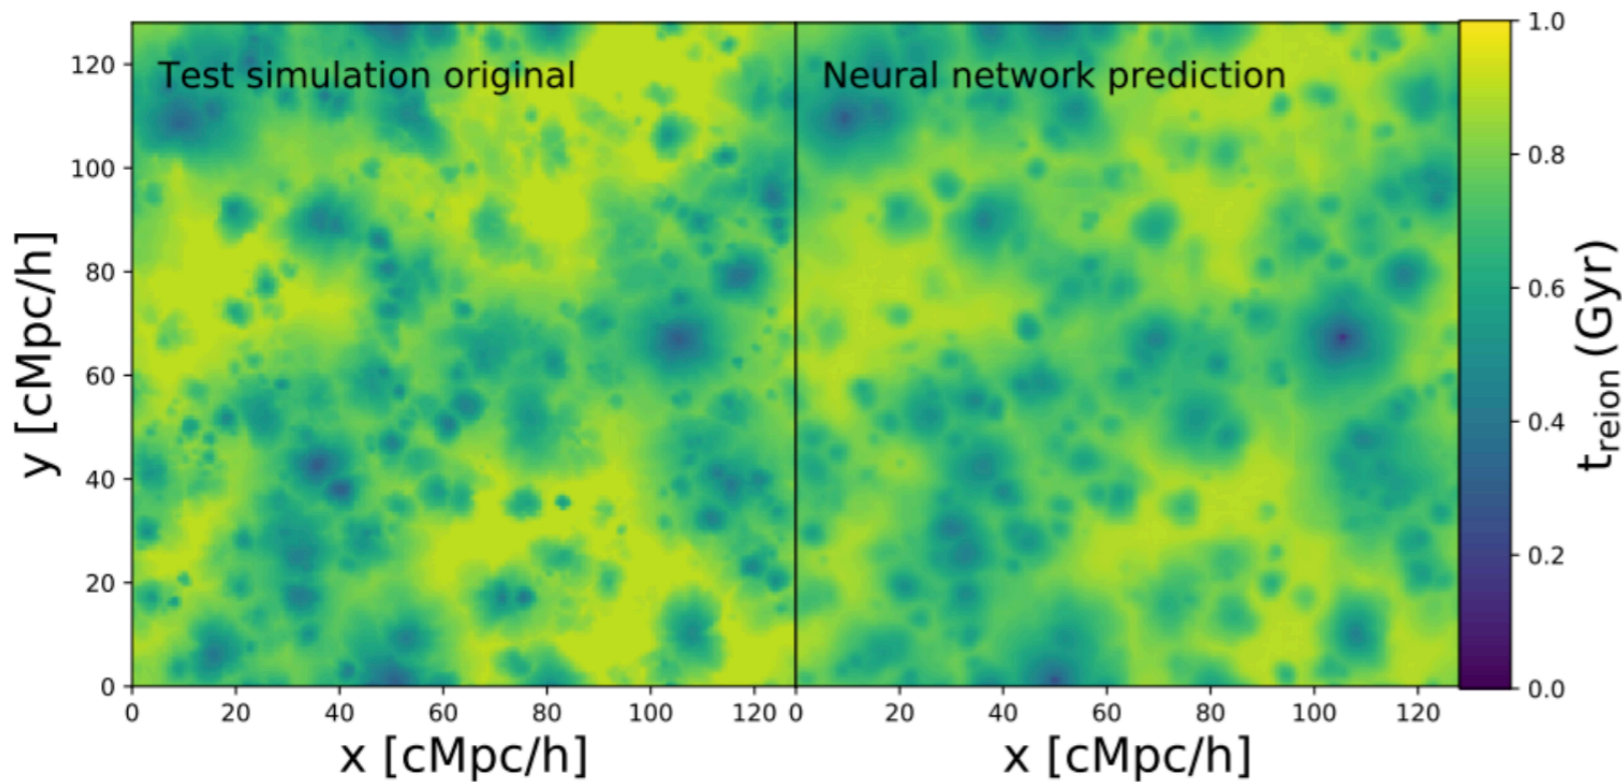 Test simulation original
Neural network prediction
y [cMpc/h]
120
100
80
60
40
20
0
0 20 40 60 80 100 120
x [cMpc/h]
0 20 40 60 80 100 120
x [cMpc/h]
1.0
0.8
0.6
0.4
0.2
0.0
t_reion (Gyr)